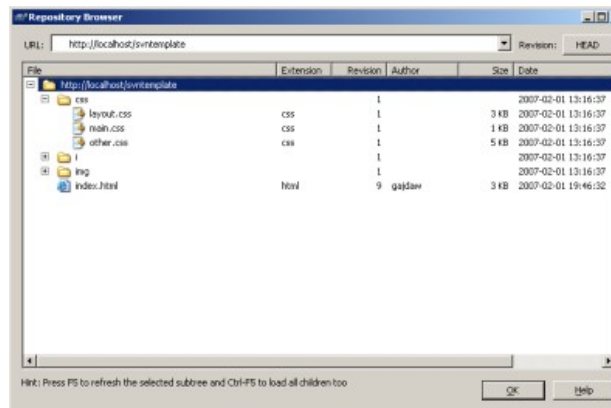 Repository Browser
URL: http://localhost/svntemplate Revision: HEAD
File Extension Revision Author Size Date
http://localhost/svntemplate
css 1 2007-02-01 13:16:37
layout.css css 1 3 KB 2007-02-01 13:16:37
main.css css 1 1 KB 2007-02-01 13:16:37
other.css css 1 5 KB 2007-02-01 13:16:37
i 1 2007-02-01 13:16:37
img 1 2007-02-01 13:16:37
index.html html 9 gajdaw 3 KB 2007-02-01 19:46:32
Hint: Press F5 to refresh the selected subtree and Ctrl-F5 to load all children too
OK Help